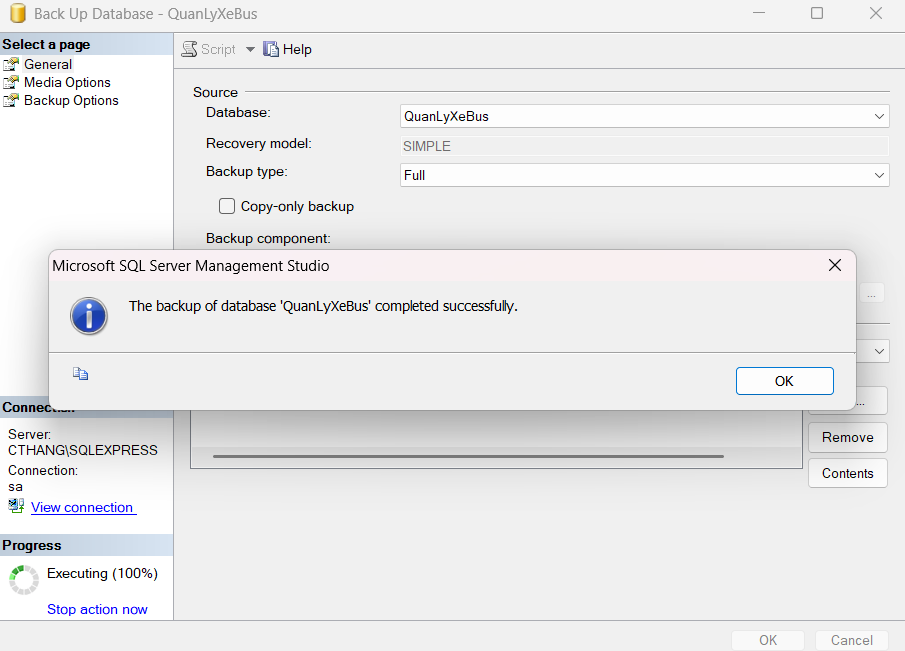 Back Up Database - QuanLyXeBus
Select a page
General
Media Options
Backup Options
Script
Help
Source
Database:
QuanLyXeBus
Recovery model:
SIMPLE
Backup type:
Full
Copy-only backup
Backup component:
...
Microsoft SQL Server Management Studio
The backup of database 'QuanLyXeBus' completed successfully.
OK
...
Remove
Contents
Connection
Server:
CTHANG\SQLEXPRESS
Connection:
sa
View connection
Progress
Executing (100%)
Stop action now
OK
Cancel